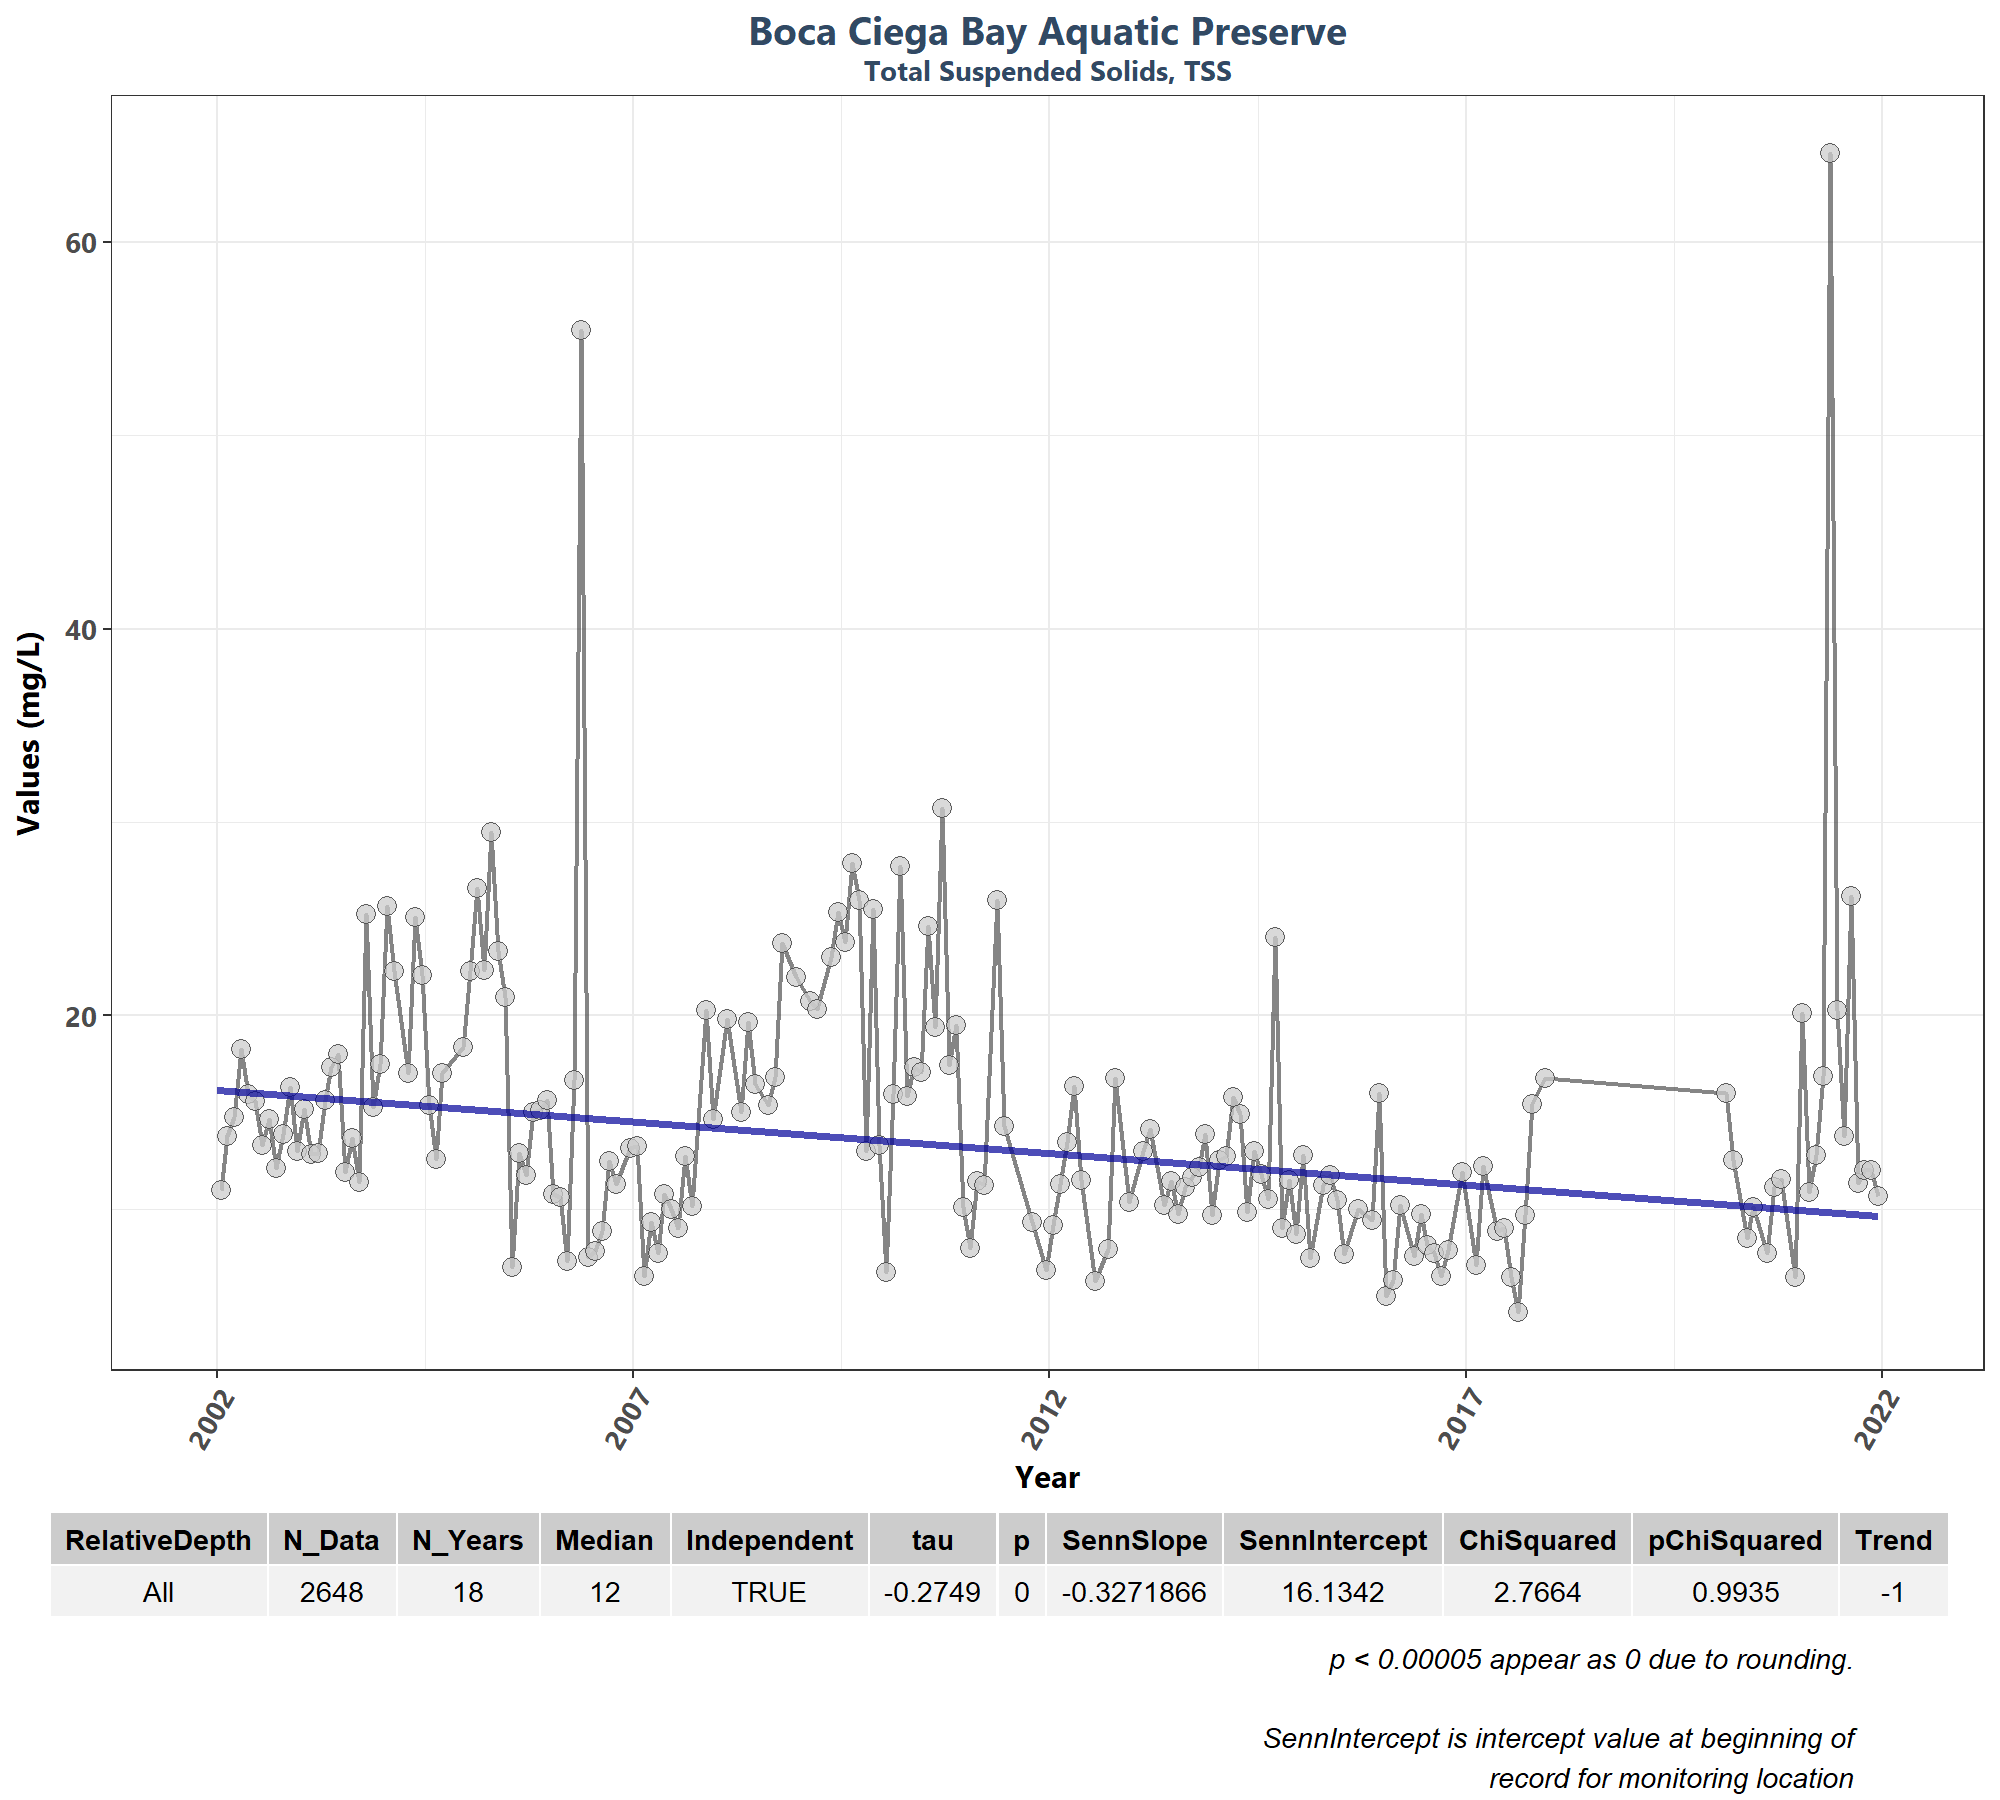 Boca Ciega Bay Aquatic Preserve
Total Suspended Solids, TSS
Values (mg/L)
60
40
20
2002 2007 2012 2017 2022
Year
RelativeDepth N_Data N_Years Median Independent tau p SennSlope SennIntercept ChiSquared pChiSquared Trend
All 2648 18 12 TRUE -0.2749 0 -0.3271866 16.1342 2.7664 0.9935 -1
p < 0.00005 appear as 0 due to rounding.
SennIntercept is intercept value at beginning of
record for monitoring location